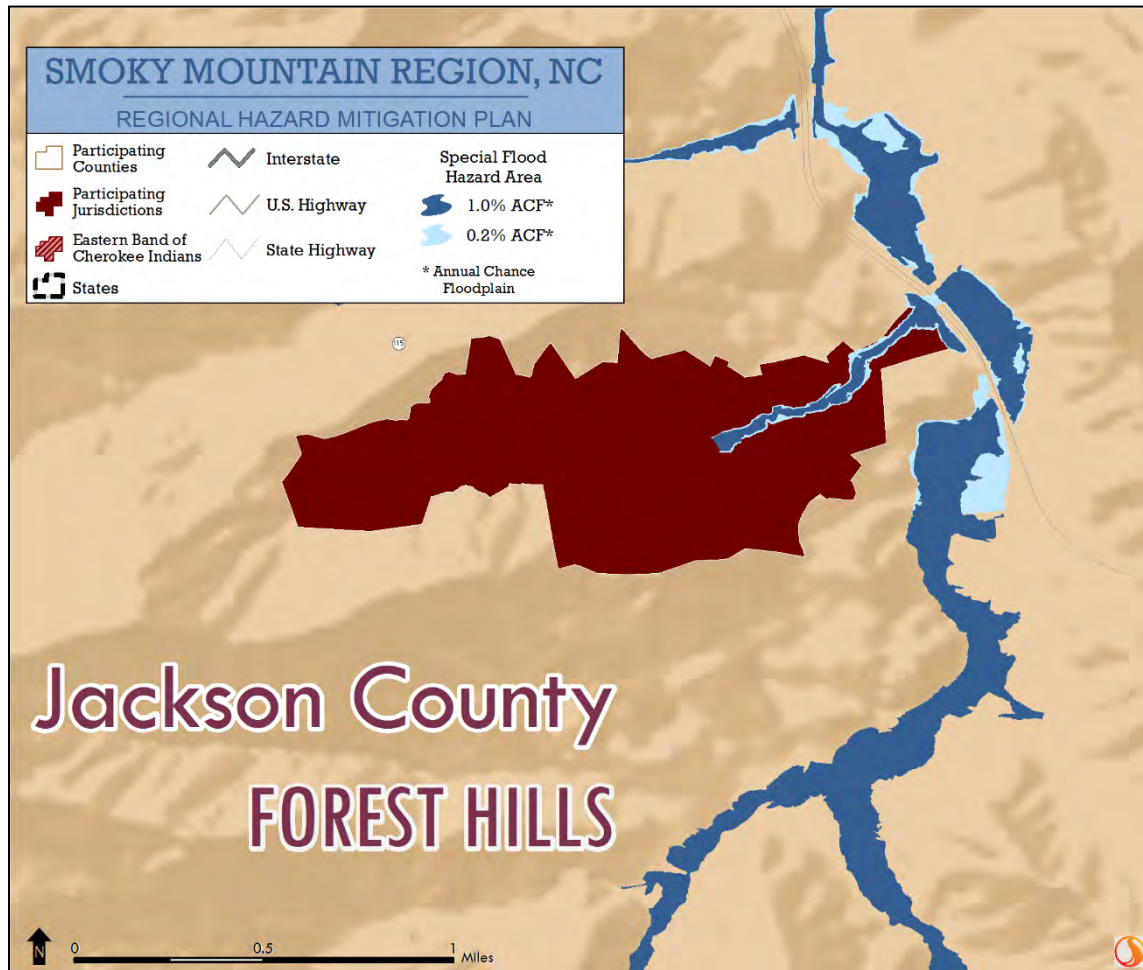 SMOKY MOUNTAIN REGION, NC
REGIONAL HAZARD MITIGATION PLAN
Participating
Counties
Participating
Jurisdictions
Eastern Band of
Cherokee Indians
States
Interstate
U.S. Highway
State Highway
Special Flood
Hazard Area
1.0% ACF*
0.2% ACF*
* Annual Chance
Floodplain
115
Jackson County
FOREST HILLS
N
0 0.5 1
Miles